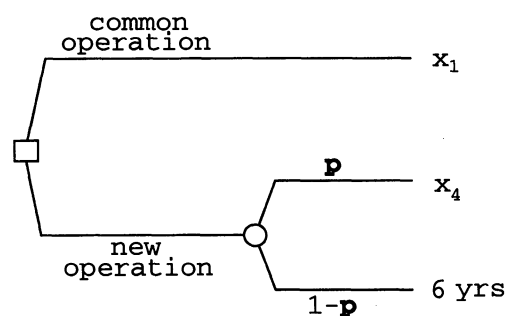 common
operation
x₁
p
x₄
new
operation
1-p
6 yrs